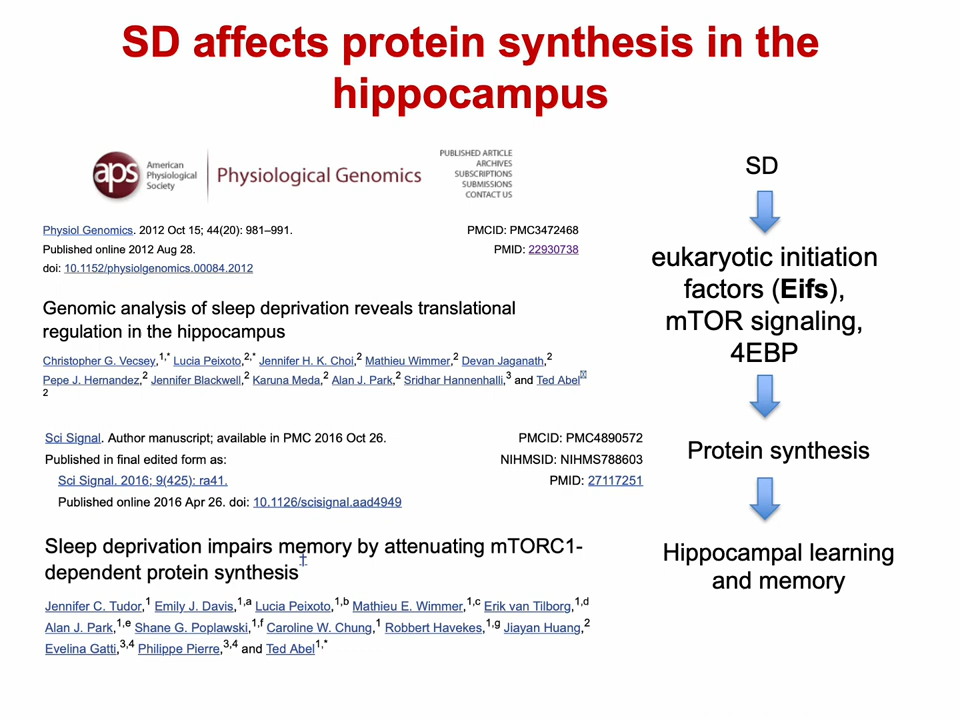 SD affects protein synthesis in the
hippocampus
aps
American
Physiological
Society
Physiological Genomics
PUBLISHED ARTICLE
ARCHIVES
SUBSCRIPTIONS
SUBMISSIONS
CONTACT US
Physiol Genomics. 2012 Oct 15; 44(20): 981–991.
PMCID: PMC3472468
Published online 2012 Aug 28.
PMID: 22930738
doi: 10.1152/physiolgenomics.00084.2012
Genomic analysis of sleep deprivation reveals translational
regulation in the hippocampus
Christopher G. Vecsey,1,* Lucia Peixoto,2,* Jennifer H. K. Choi,2 Mathieu Wimmer,2 Devan Jaganath,2
Pepe J. Hernandez,2 Jennifer Blackwell,2 Karuna Meda,2 Alan J. Park,2 Sridhar Hannenhalli,3 and Ted Abel
2
Sci Signal. Author manuscript; available in PMC 2016 Oct 26.
PMCID: PMC4890572
Published in final edited form as:
NIHMSID: NIHMS788603
Sci Signal. 2016; 9(425): ra41.
PMID: 27117251
Published online 2016 Apr 26. doi: 10.1126/scisignal.aad4949
Sleep deprivation impairs memory by attenuating mTORC1-
dependent protein synthesis†
Jennifer C. Tudor,1 Emily J. Davis,1,a Lucia Peixoto,1,b Mathieu E. Wimmer,1,c Erik van Tilborg,1,d
Alan J. Park,1,e Shane G. Poplawski,1,f Caroline W. Chung,1 Robbert Havekes,1,g Jiayan Huang,2
Evelina Gatti,3,4 Philippe Pierre,3,4 and Ted Abel1,*
SD
eukaryotic initiation
factors (Eifs),
mTOR signaling,
4EBP
Protein synthesis
Hippocampal learning
and memory